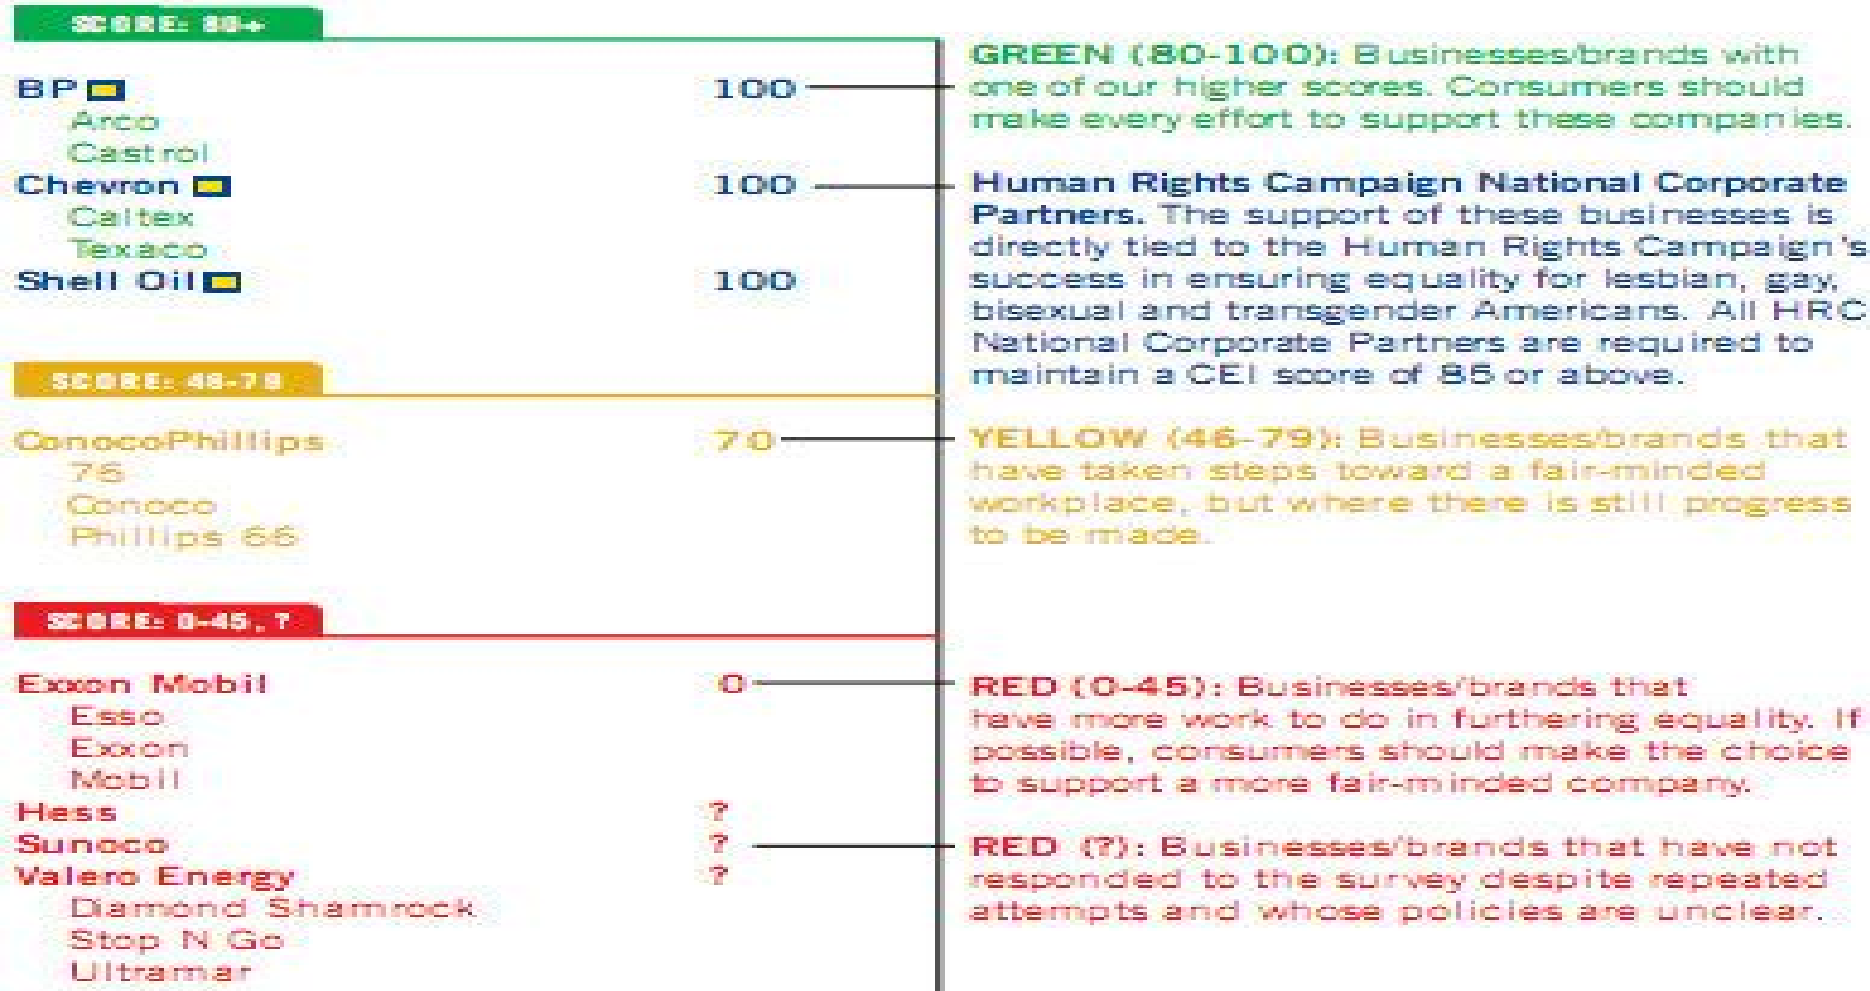 SCORE: 80+
BP 100
Arco
Castrol
Chevron 100
Caltex
Texaco
Shell Oil 100
SCORE: 46-79
ConocoPhillips 70
76
Conoco
Phillips 66
SCORE: 0-45, ?
Exxon Mobil 0
Esso
Exxon
Mobil
Hess ?
Sunoco ?
Valero Energy ?
Diamond Shamrock
Stop N Go
Ultramar
GREEN (80-100): Businesses/brands with
one of our higher scores. Consumers should
make every effort to support these companies.
Human Rights Campaign National Corporate
Partners. The support of these businesses is
directly tied to the Human Rights Campaign's
success in ensuring equality for lesbian, gay,
bisexual and transgender Americans. All HRC
National Corporate Partners are required to
maintain a CEI score of 85 or above.
YELLOW (46-79): Businesses/brands that
have taken steps toward a fair-minded
workplace, but where there is still progress
to be made.
RED (0-45): Businesses/brands that
have more work to do in furthering equality. If
possible, consumers should make the choice
to support a more fair-minded company.
RED (?): Businesses/brands that have not
responded to the survey despite repeated
attempts and whose policies are unclear.